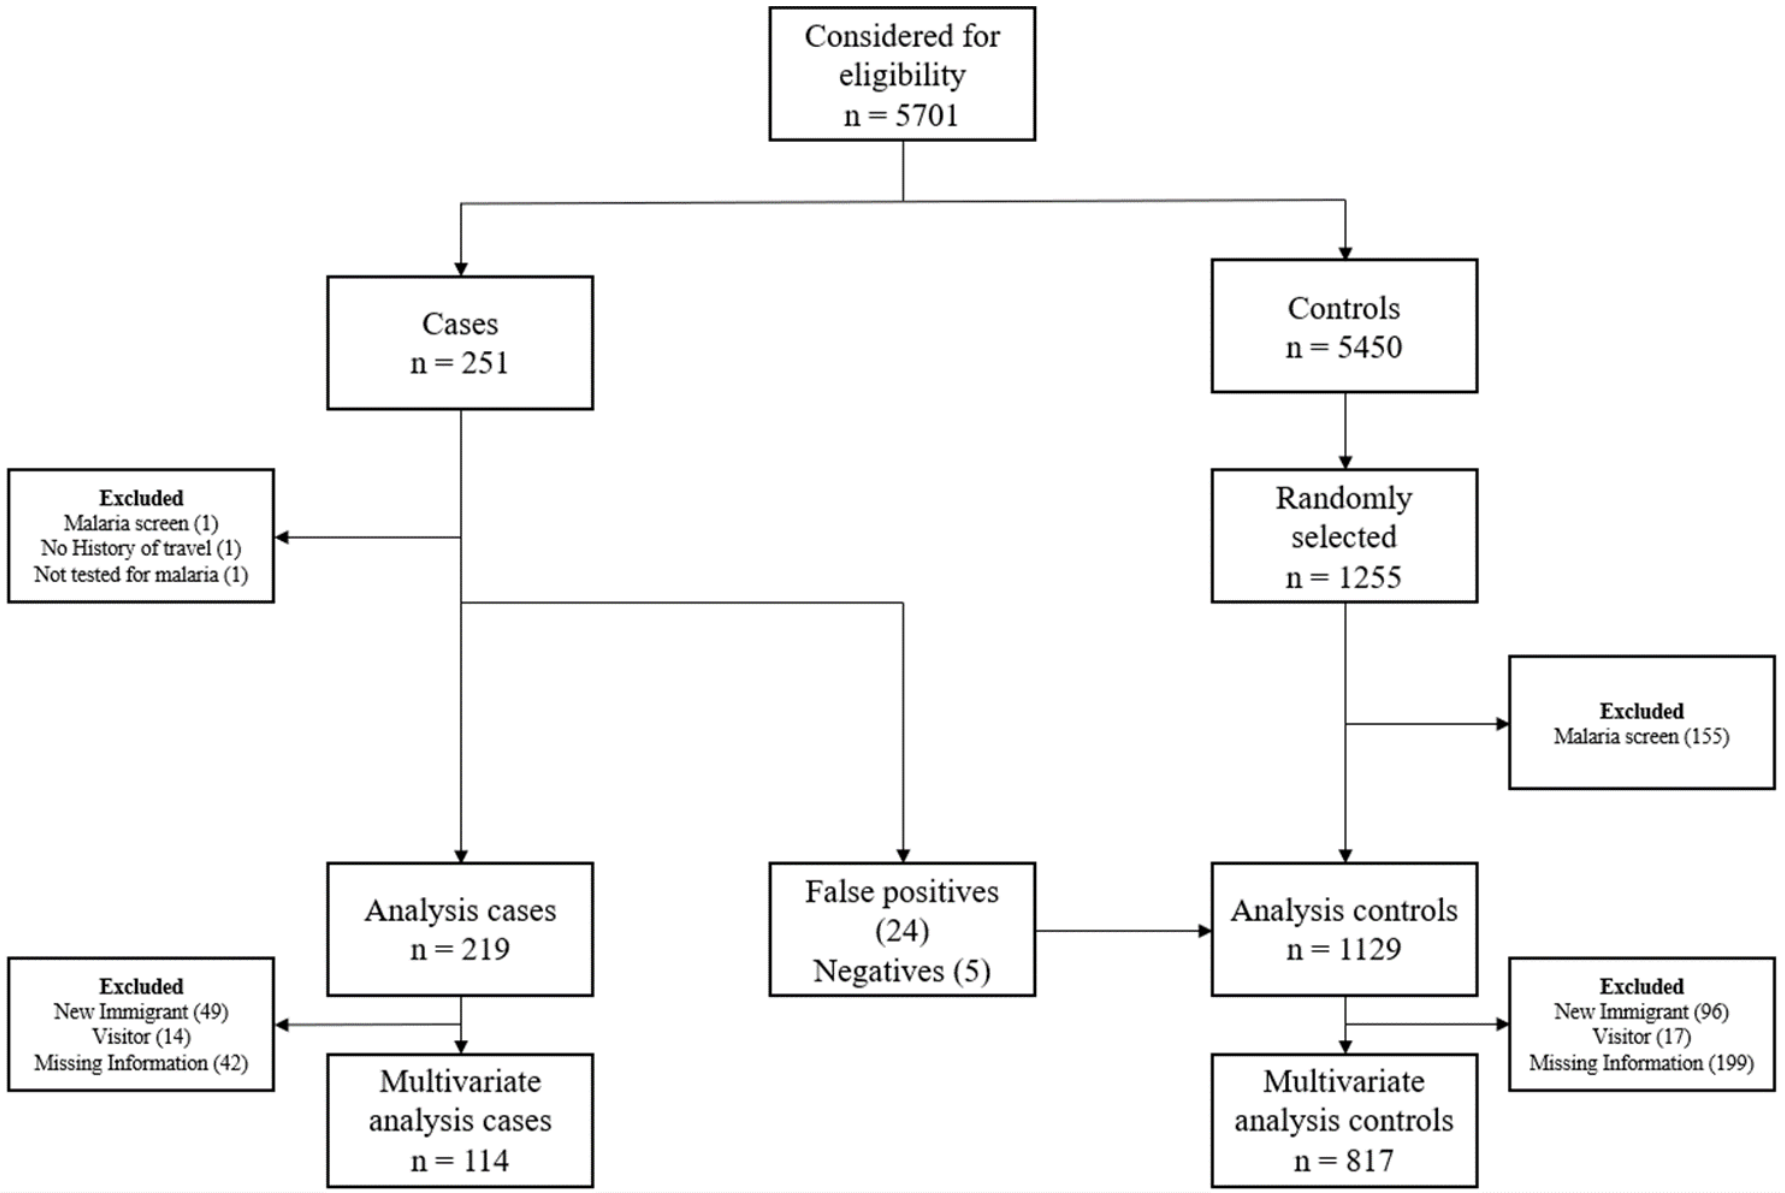 Considered for
eligibility
n = 5701
Cases
n = 251
Controls
n = 5450
Excluded
Malaria screen (1)
No History of travel (1)
Not tested for malaria (1)
Randomly
selected
n = 1255
Excluded
Malaria screen (155)
Analysis cases
n = 219
False positives
(24)
Negatives (5)
Analysis controls
n = 1129
Excluded
New Immigrant (49)
Visitor (14)
Missing Information (42)
Excluded
New Immigrant (96)
Visitor (17)
Missing Information (199)
Multivariate
analysis cases
n = 114
Multivariate
analysis controls
n = 817